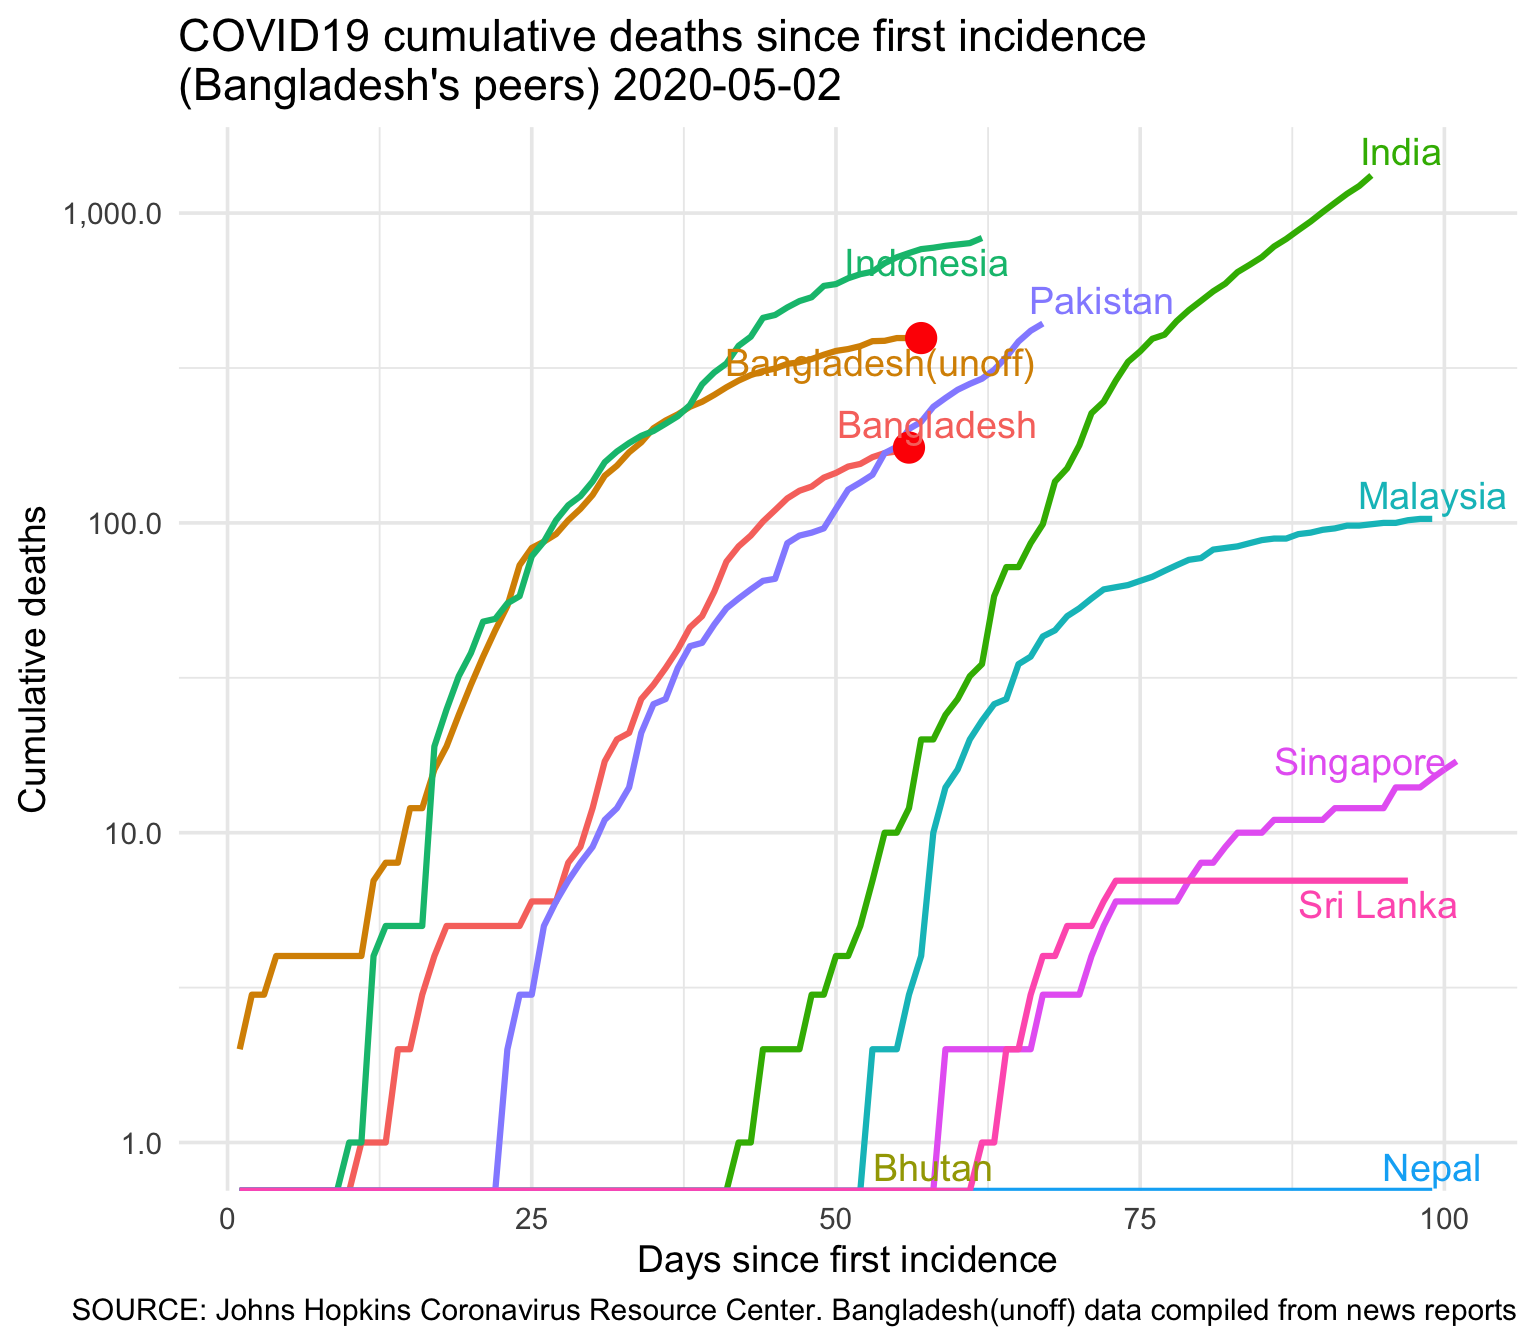 COVID19 cumulative deaths since first incidence
(Bangladesh's peers) 2020-05-02
India
1,000.0
Indonesia
Pakistan
Bangladesh(unoff)
Bangladesh
Malaysia
100.0
Cumulative deaths
Singapore
10.0
Sri Lanka
1.0
Bhutan
Nepal
0
25
50
75
100
Days since first incidence
SOURCE: Johns Hopkins Coronavirus Resource Center. Bangladesh(unoff) data compiled from news reports